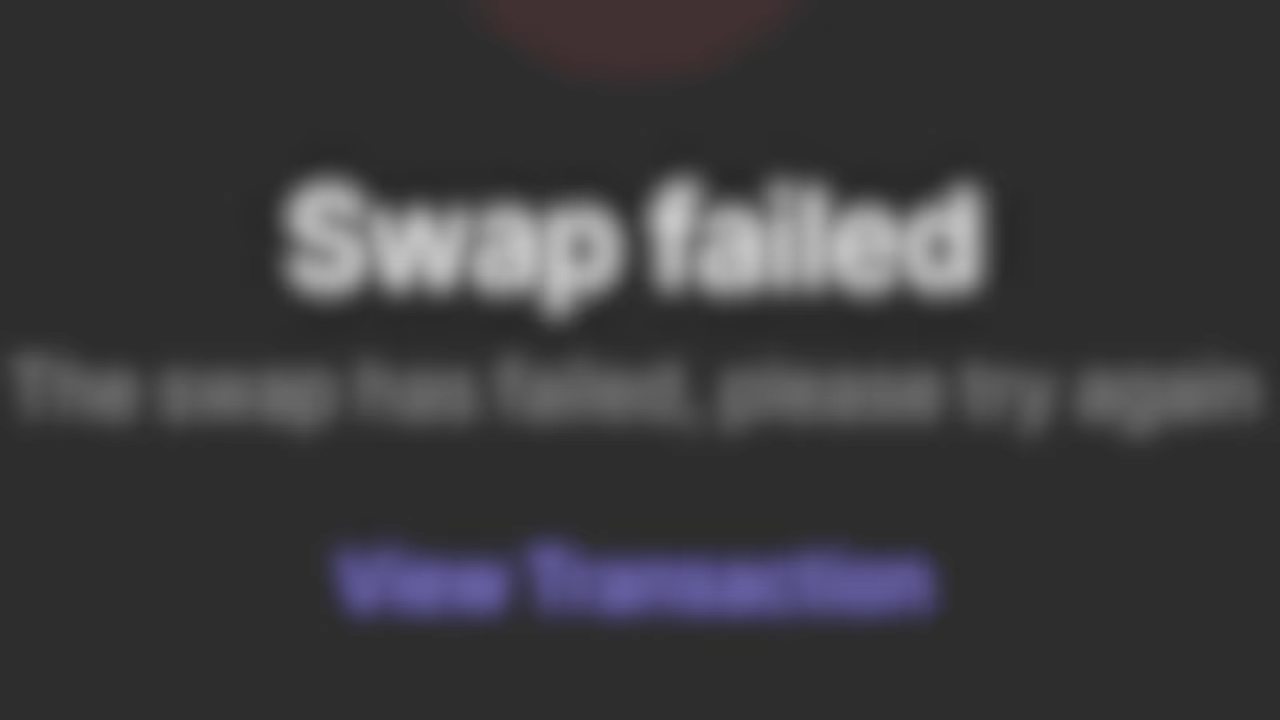 Swap failed
The swap has failed, please try again
View Transaction